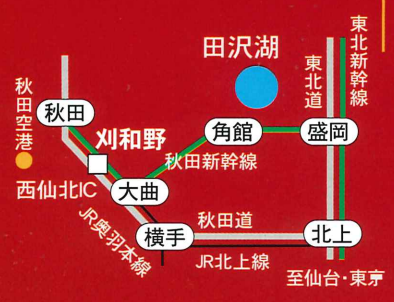 東北新幹線
田沢湖
東北道
秋田空港
秋田
刈和野
角館
盛岡
秋田新幹線
西仙北IC
大曲
JR奥羽本線
横手
秋田道
北上
JR北上線
至仙台・東京